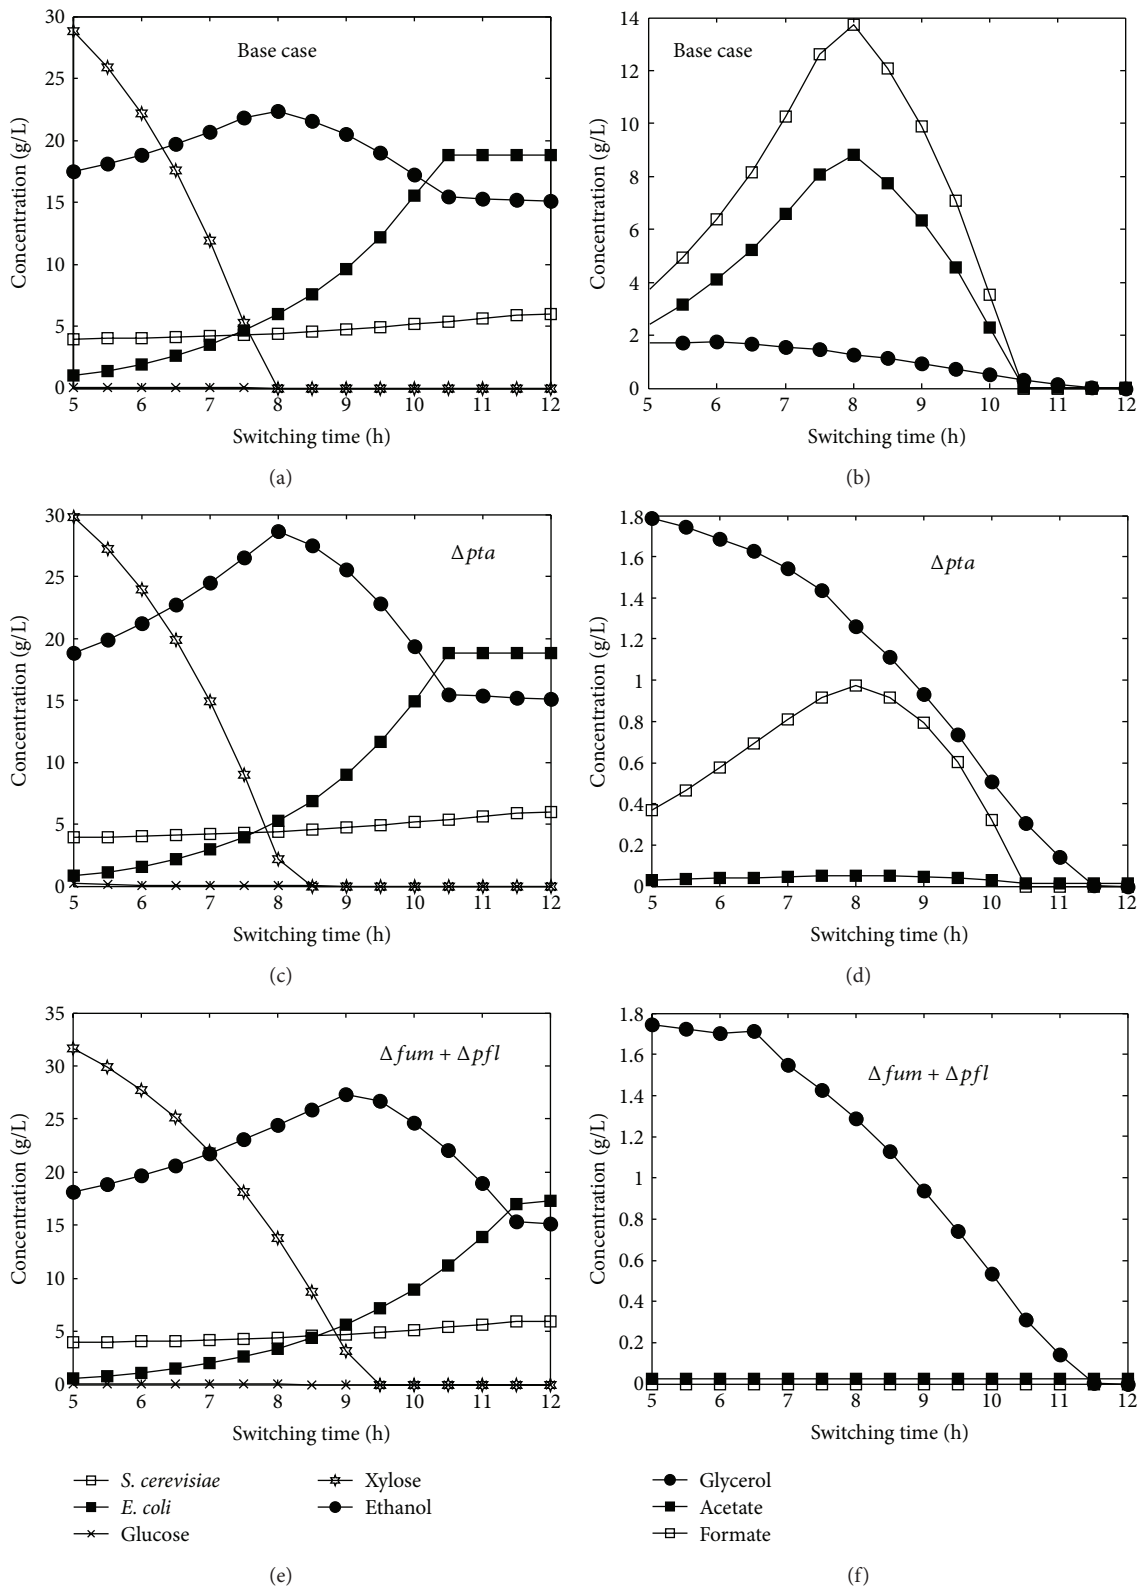 Base case
Concentration (g/L)
30
25
20
15
10
5
0
5 6 7 8 9 10 11 12
Switching time (h)
(a)
Base case
Concentration (g/L)
14
12
10
8
6
4
2
0
5 6 7 8 9 10 11 12
Switching time (h)
(b)
Δpta
Concentration (g/L)
30
25
20
15
10
5
0
5 6 7 8 9 10 11 12
Switching time (h)
(c)
Δpta
Concentration (g/L)
1.8
1.6
1.4
1.2
1
0.8
0.6
0.4
0.2
0
5 6 7 8 9 10 11 12
Switching time (h)
(d)
Δfum + Δpfl
Concentration (g/L)
35
30
25
20
15
10
5
0
5 6 7 8 9 10 11 12
Switching time (h)
S. cerevisiae
E. coli
Glucose
Xylose
Ethanol
(e)
Δfum + Δpfl
Concentration (g/L)
1.8
1.6
1.4
1.2
1
0.8
0.6
0.4
0.2
0
5 6 7 8 9 10 11 12
Switching time (h)
Glycerol
Acetate
Formate
(f)